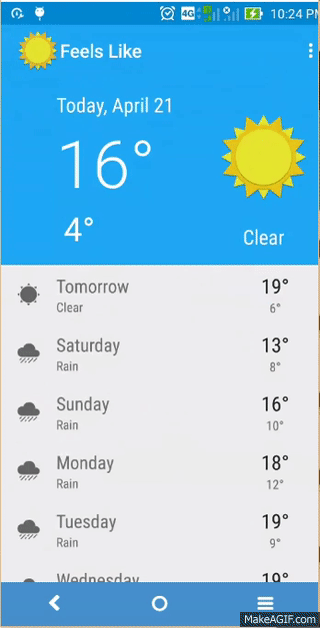 4G
10:24 PM
Feels Like
Today, April 21
16°
4°
Clear
Tomorrow
19°
Clear
6°
Saturday
13°
Rain
8°
Sunday
16°
Rain
10°
Monday
18°
Rain
12°
Tuesday
19°
Rain
9°
Wednesday
19°
MakeAGIF.com